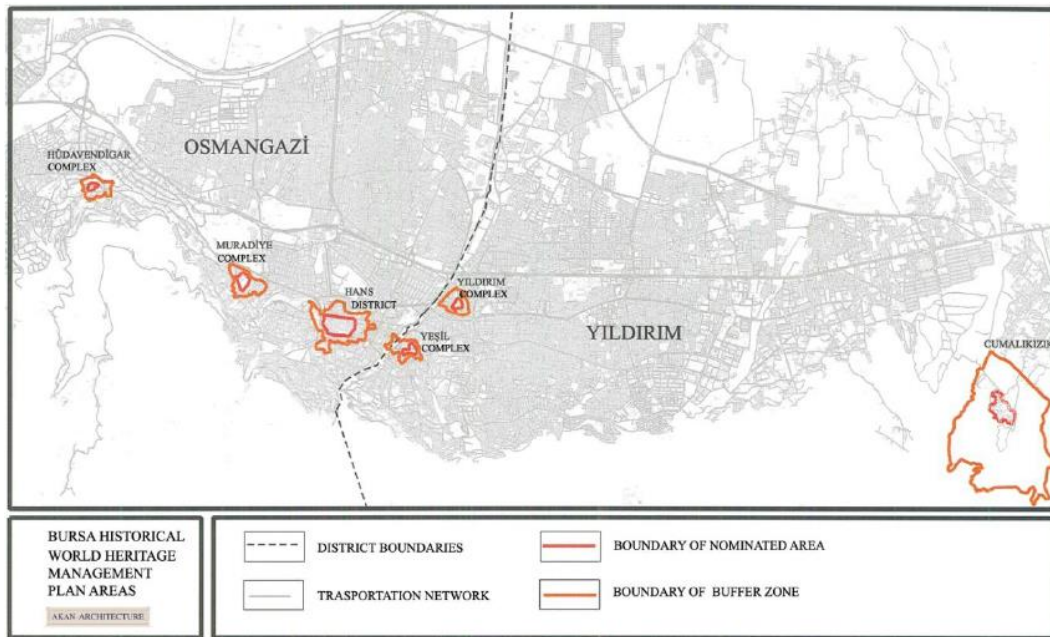 OSMANGAZİ
HÜDAVENDİGAR
COMPLEX
MURADİYE
COMPLEX
HANS
DISTRICT
YILDIRIM
COMPLEX
YEŞİL
COMPLEX
YILDIRIM
CUMALIKIZIK
BURSA HISTORICAL
WORLD HERITAGE
MANAGEMENT
PLAN AREAS
AKAN ARCHITECTURE
DISTRICT BOUNDARIES
TRASPORTATION NETWORK
BOUNDARY OF NOMINATED AREA
BOUNDARY OF BUFFER ZONE